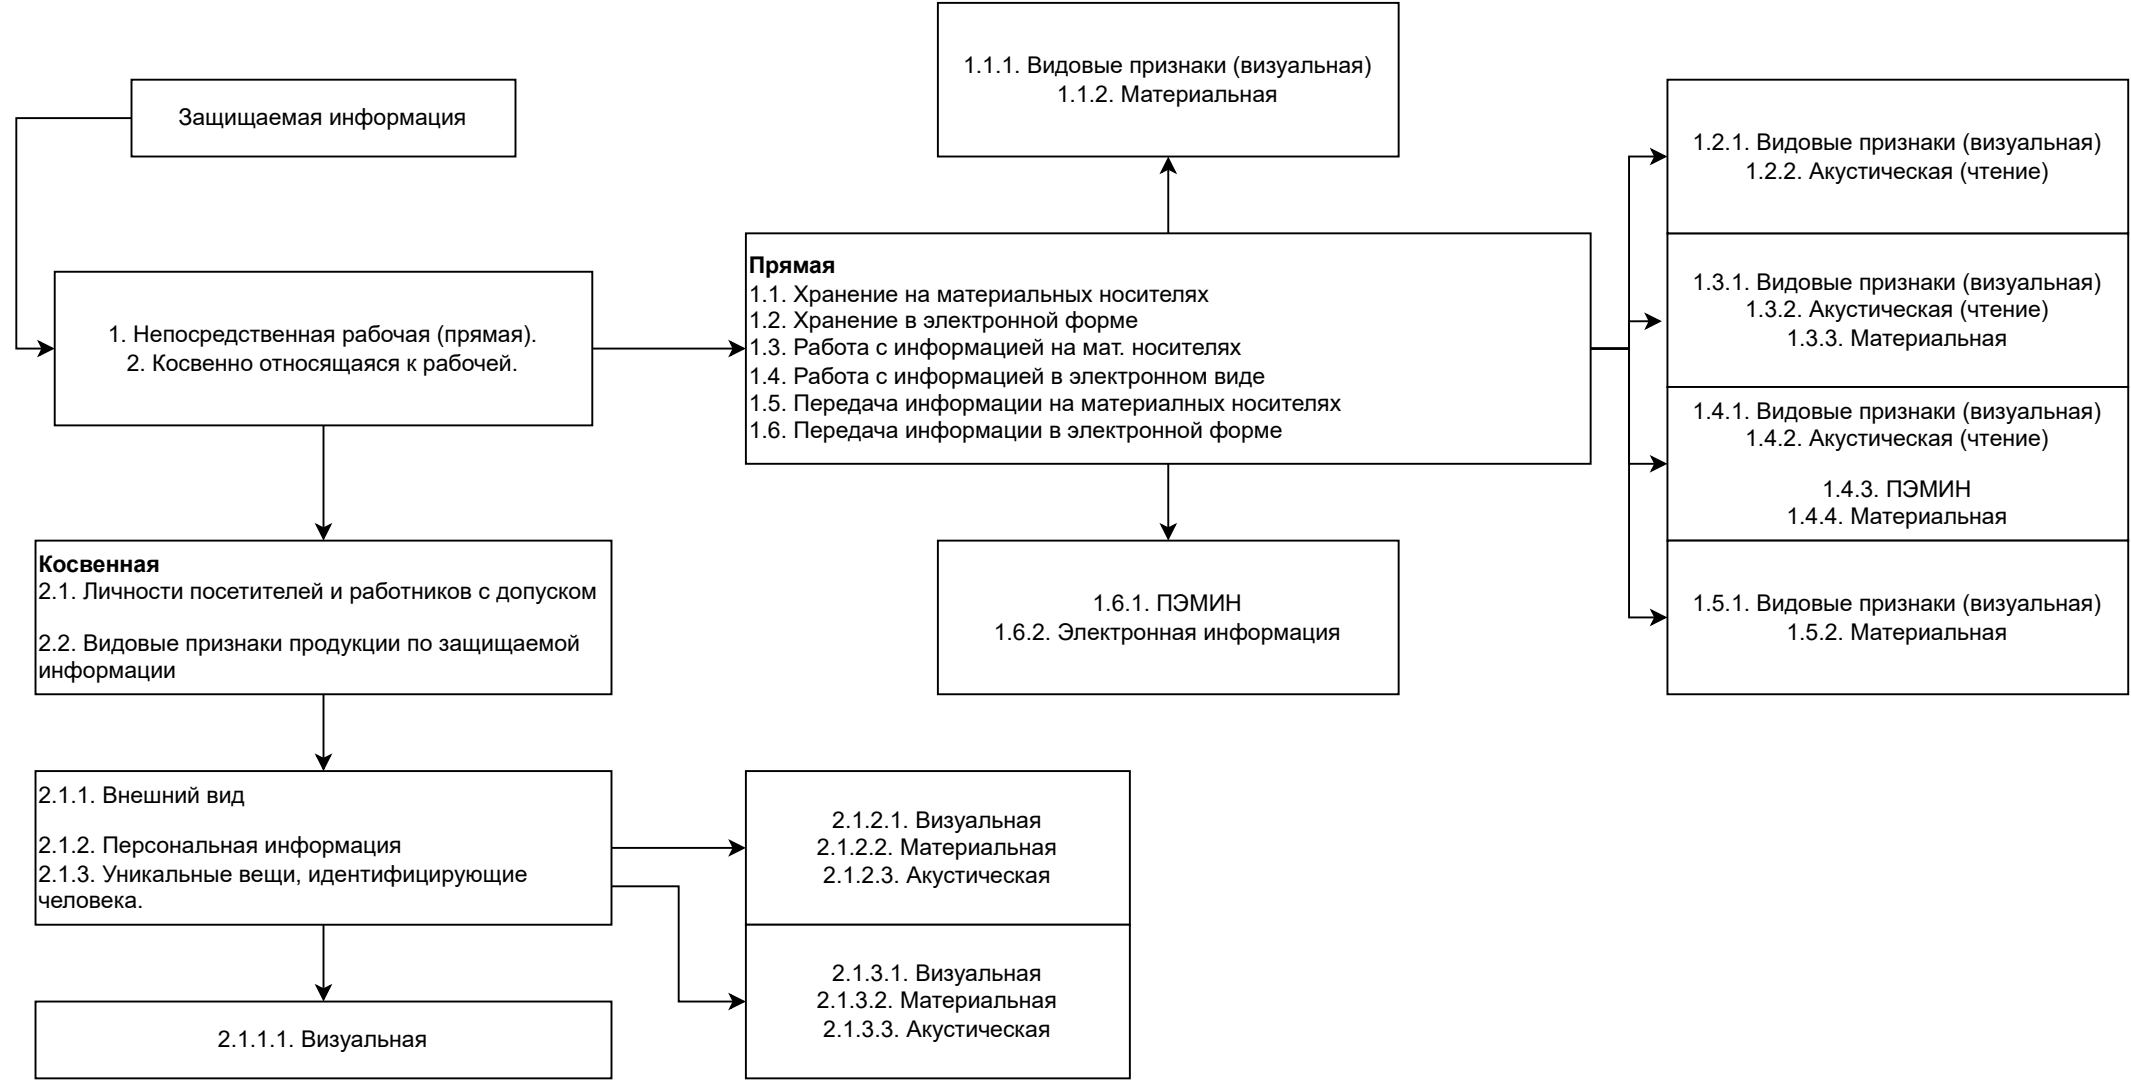 Защищаемая информация
1. Непосредственная рабочая (прямая).
2. Косвенно относящаяся к рабочей.
1.1.1. Видовые признаки (визуальная)
1.1.2. Материальная
Прямая
1.1. Хранение на материальных носителях
1.2. Хранение в электронной форме
1.3. Работа с информацией на мат. носителях
1.4. Работа с информацией в электронном виде
1.5. Передача информации на материалных носителях
1.6. Передача информации в электронной форме
1.2.1. Видовые признаки (визуальная)
1.2.2. Акустическая (чтение)
1.3.1. Видовые признаки (визуальная)
1.3.2. Акустическая (чтение)
1.3.3. Материальная
1.4.1. Видовые признаки (визуальная)
1.4.2. Акустическая (чтение)
1.4.3. ПЭМИН
1.4.4. Материальная
1.5.1. Видовые признаки (визуальная)
1.5.2. Материальная
1.6.1. ПЭМИН
1.6.2. Электронная информация
Косвенная
2.1. Личности посетителей и работников с допуском
2.2. Видовые признаки продукции по защищаемой
информации
2.1.1. Внешний вид
2.1.2. Персональная информация
2.1.3. Уникальные вещи, идентифицирующие
человека.
2.1.2.1. Визуальная
2.1.2.2. Материальная
2.1.2.3. Акустическая
2.1.3.1. Визуальная
2.1.3.2. Материальная
2.1.3.3. Акустическая
2.1.1.1. Визуальная